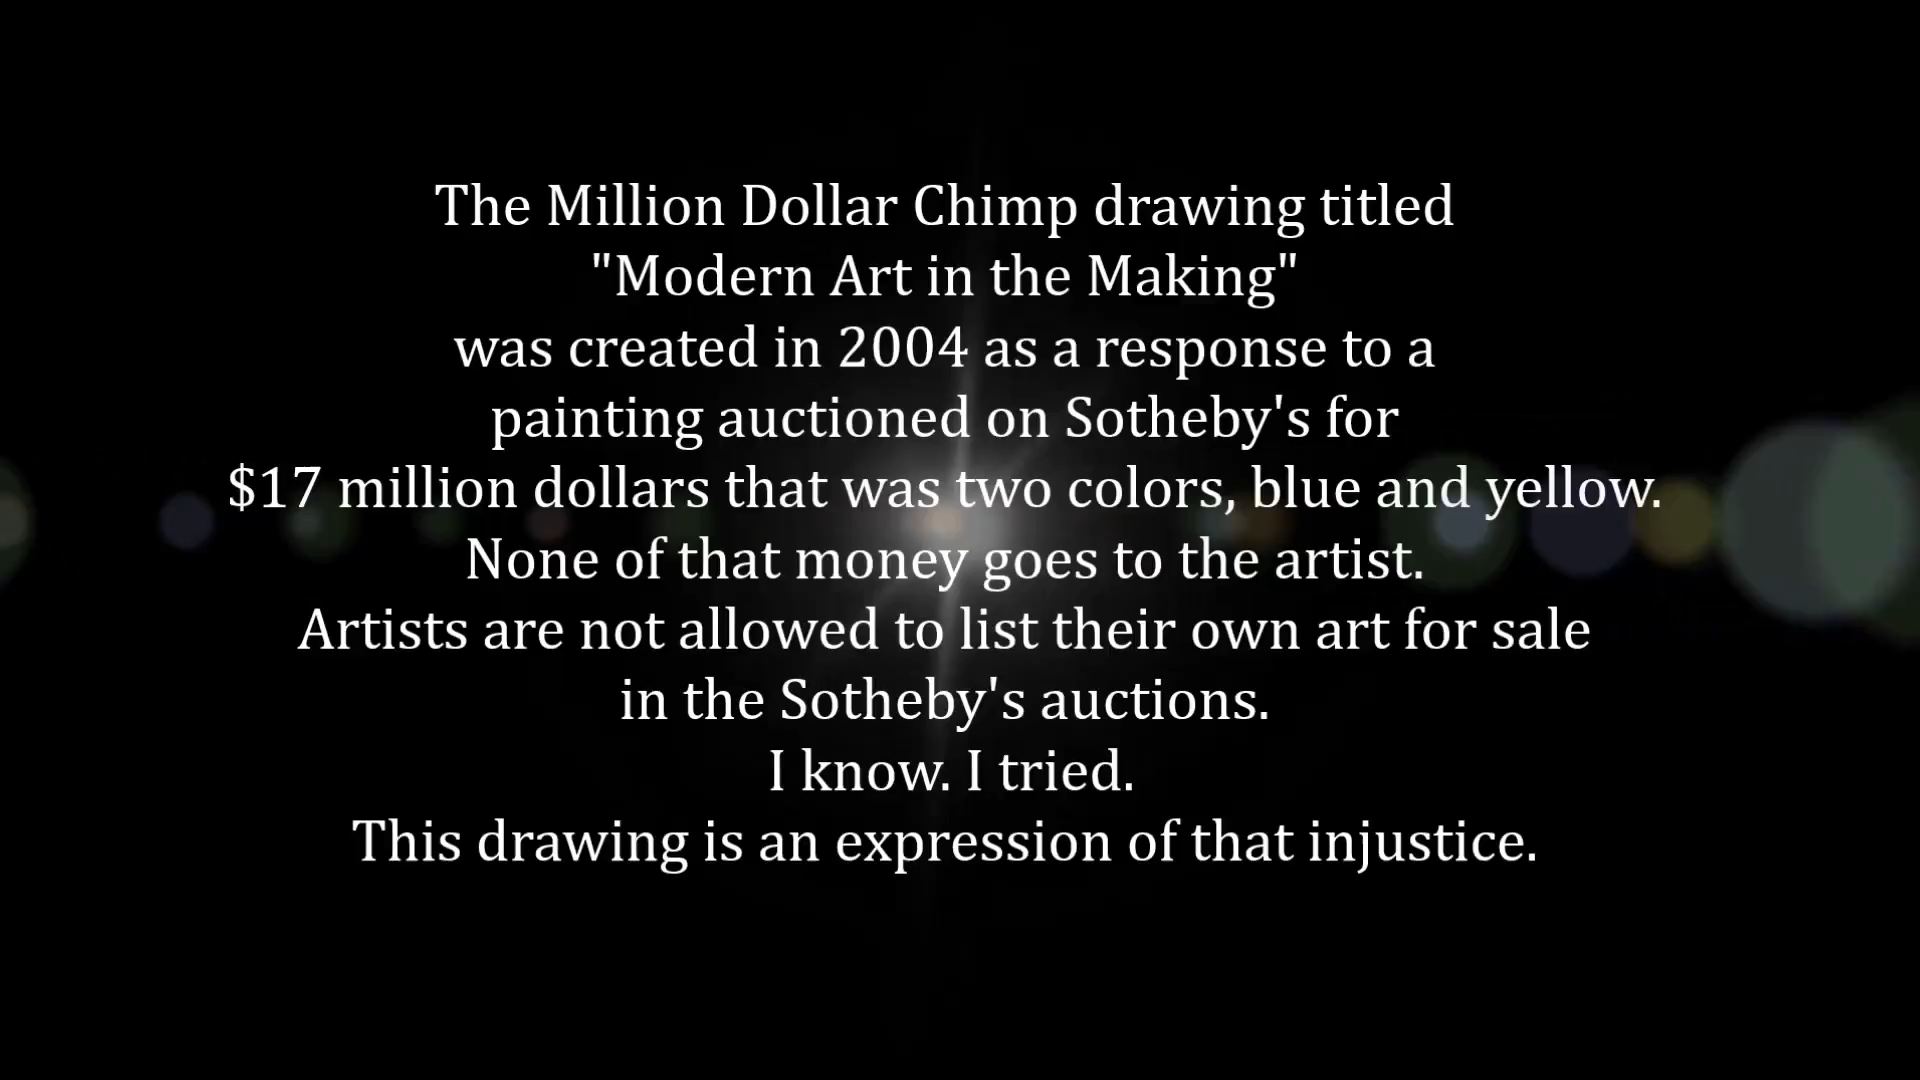 The Million Dollar Chimp drawing titled
"Modern Art in the Making"
was created in 2004 as a response to a
painting auctioned on Sotheby's for
$17 million dollars that was two colors, blue and yellow.
None of that money goes to the artist.
Artists are not allowed to list their own art for sale
in the Sotheby's auctions.
I know. I tried.
This drawing is an expression of that injustice.